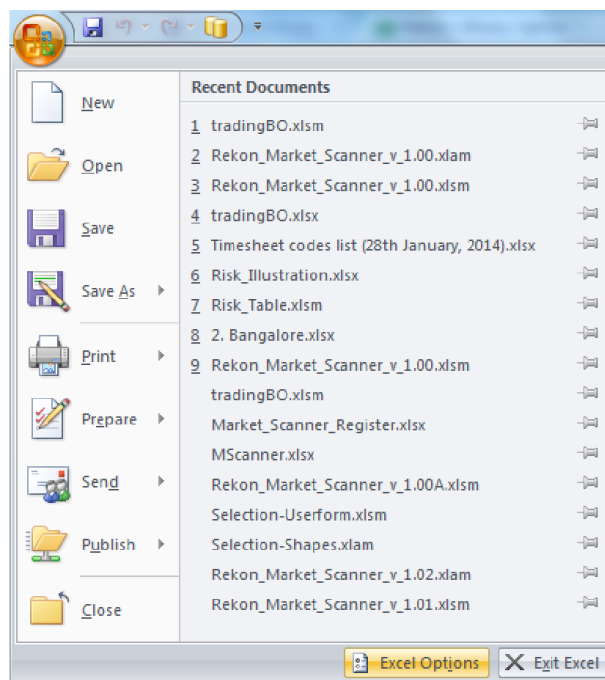 New
Open
Save
Save As
Print
Prepare
Send
Publish
Close
Recent Documents
1 tradingBO.xlsm
2 Rekon_Market_Scanner_v_1.00.xlam
3 Rekon_Market_Scanner_v_1.00.xlsm
4 tradingBO.xlsx
5 Timesheet codes list (28th January, 2014).xlsx
6 Risk_Illustration.xlsx
7 Risk_Table.xlsm
8 2. Bangalore.xlsx
9 Rekon_Market_Scanner_v_1.00.xlsm
tradingBO.xlsm
Market_Scanner_Register.xlsx
MScanner.xlsx
Rekon_Market_Scanner_v_1.00A.xlsm
Selection-Userform.xlsm
Selection-Shapes.xlam
Rekon_Market_Scanner_v_1.02.xlam
Rekon_Market_Scanner_v_1.01.xlsm
Excel Options
Exit Excel